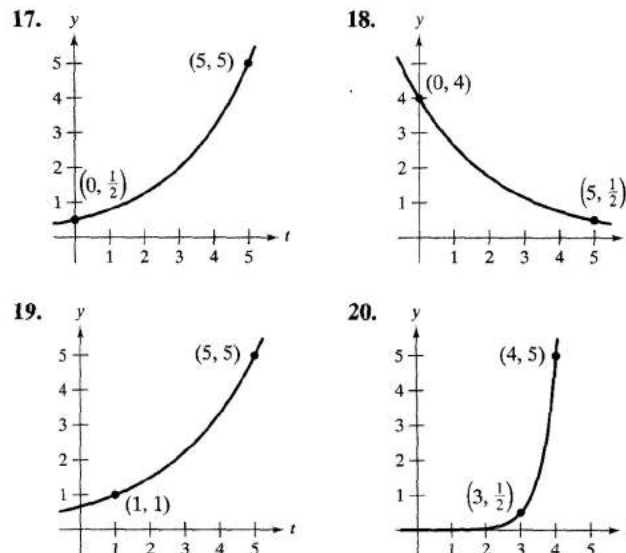 17. y
(5, 5)
5
4
3
2
(0, 1/2)
1
1 2 3 4 5 t
18. y
5
4 (0, 4)
3
2
(5, 1/2)
1
1 2 3 4 5
19. y
(5, 5)
5
4
3
2
1
(1, 1)
1 2 3 4 5 t
20. y
(4, 5)
5
4
3
2
(3, 1/2)
1
1 2 3 4 5